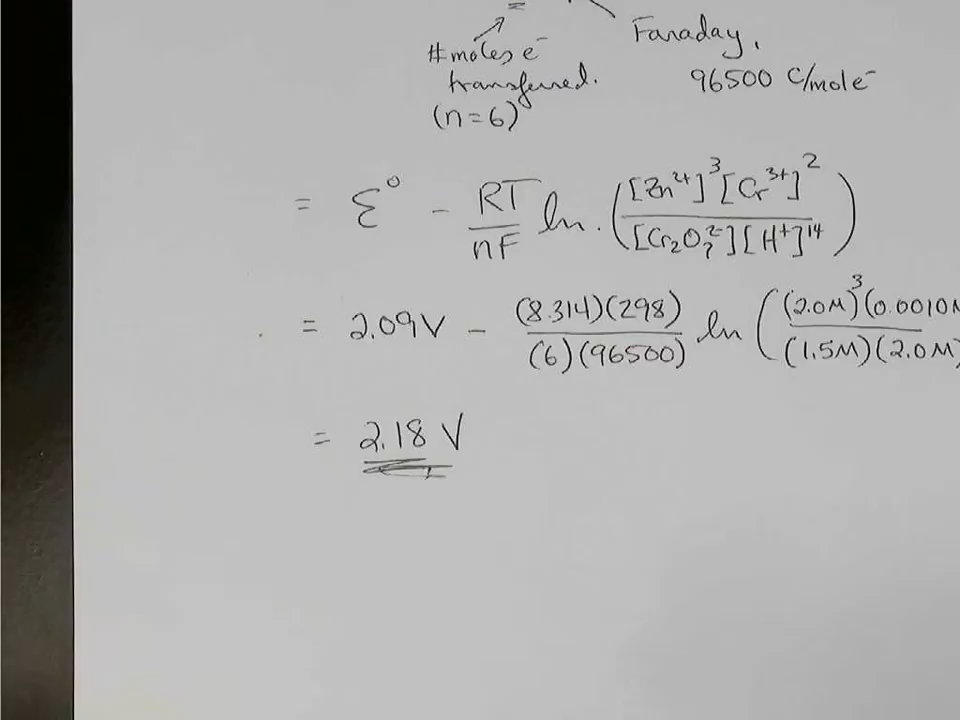 Faraday.
#moles e⁻
transferred. 96500 C/mole⁻
(n=6)
= ℰ⁰ - RT/nF ln. ([Zn²⁺]³[Cr³⁺]² / [Cr₂O₇²⁻][H⁺]¹⁴)
= 2.09V - (8.314)(298)/(6)(96500) ln ((2.0M)³(0.0010M / (1.5M)(2.0M)
= 2.18 V